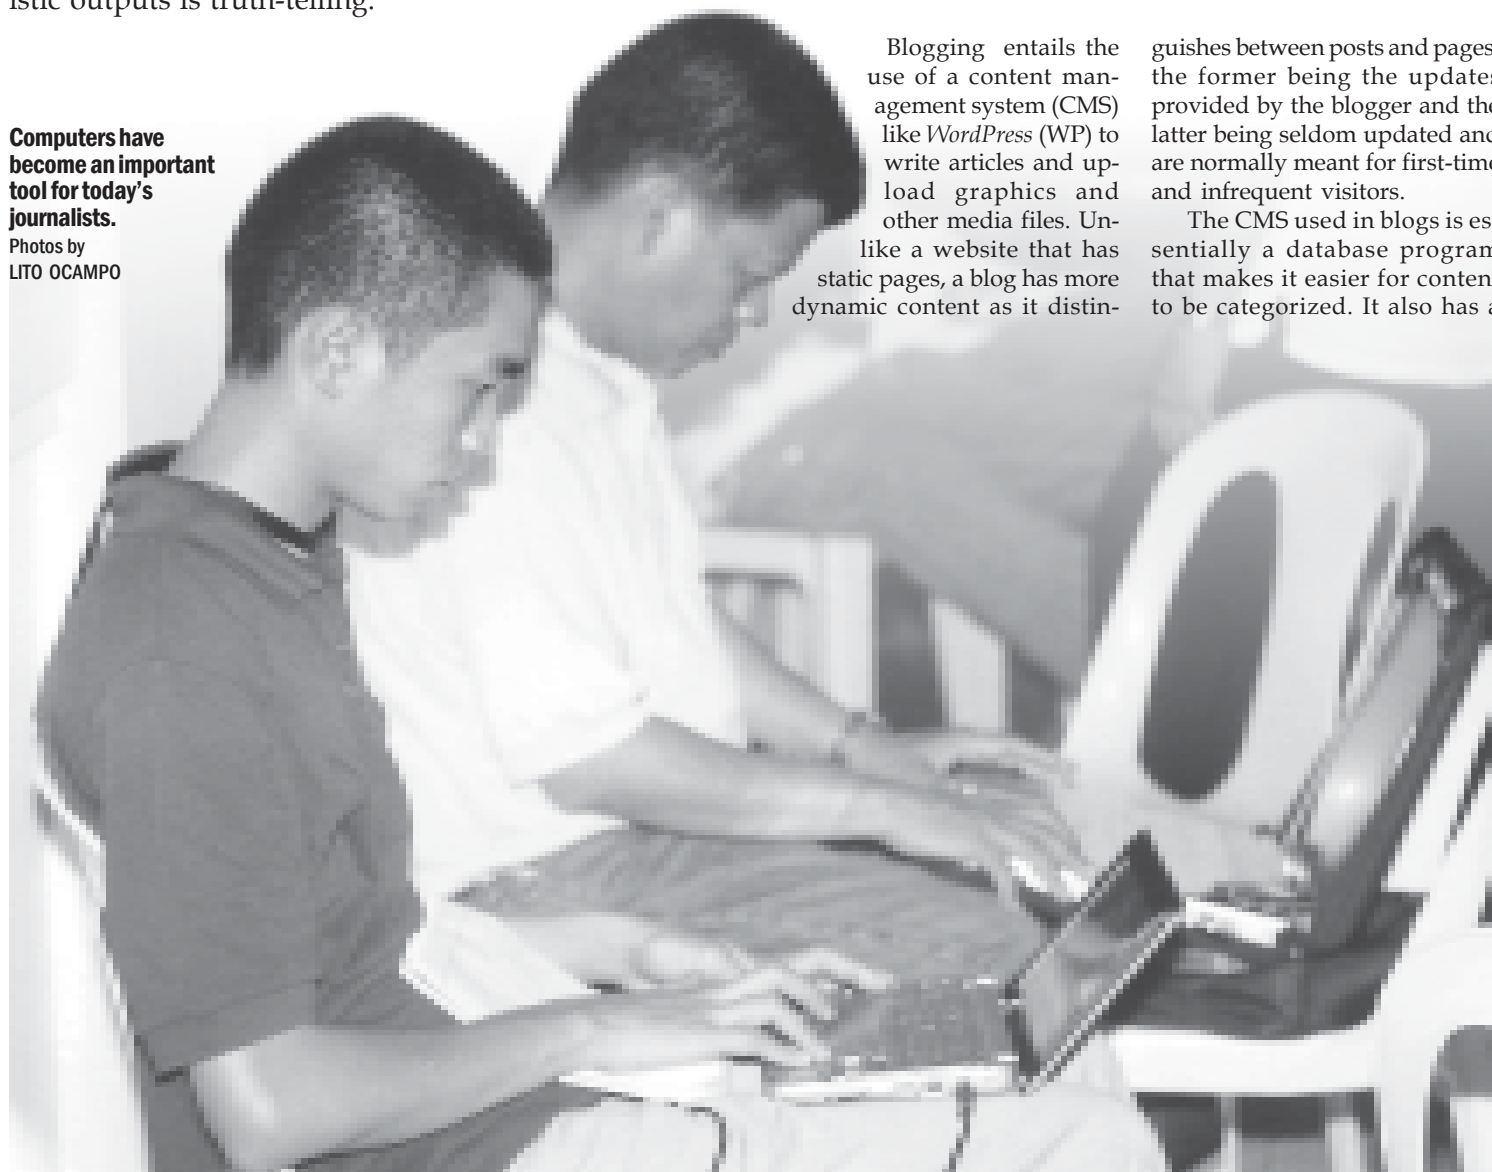 istic outputs is truth-telling.
Computers have
become an important
tool for today's
journalists.
Photos by
LITO OCAMPO
Blogging entails the
use of a content man-
agement system (CMS)
like WordPress (WP) to
write articles and up-
load graphics and
other media files. Un-
like a website that has
static pages, a blog has more
dynamic content as it distin-
guishes between posts and pages
the former being the updates
provided by the blogger and the
latter being seldom updated and
are normally meant for first-time
and infrequent visitors.
The CMS used in blogs is es
sentially a database program
that makes it easier for conten
to be categorized. It also has a